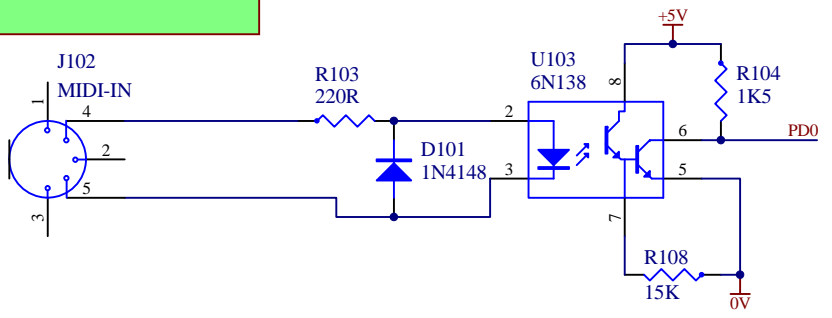 +5V
J102
MIDI-IN
R103
220R
U103
6N138
R104
1K5
1
4
2
5
3
2
3
8
6
5
7
PD0
D101
1N4148
R108
15K
0V